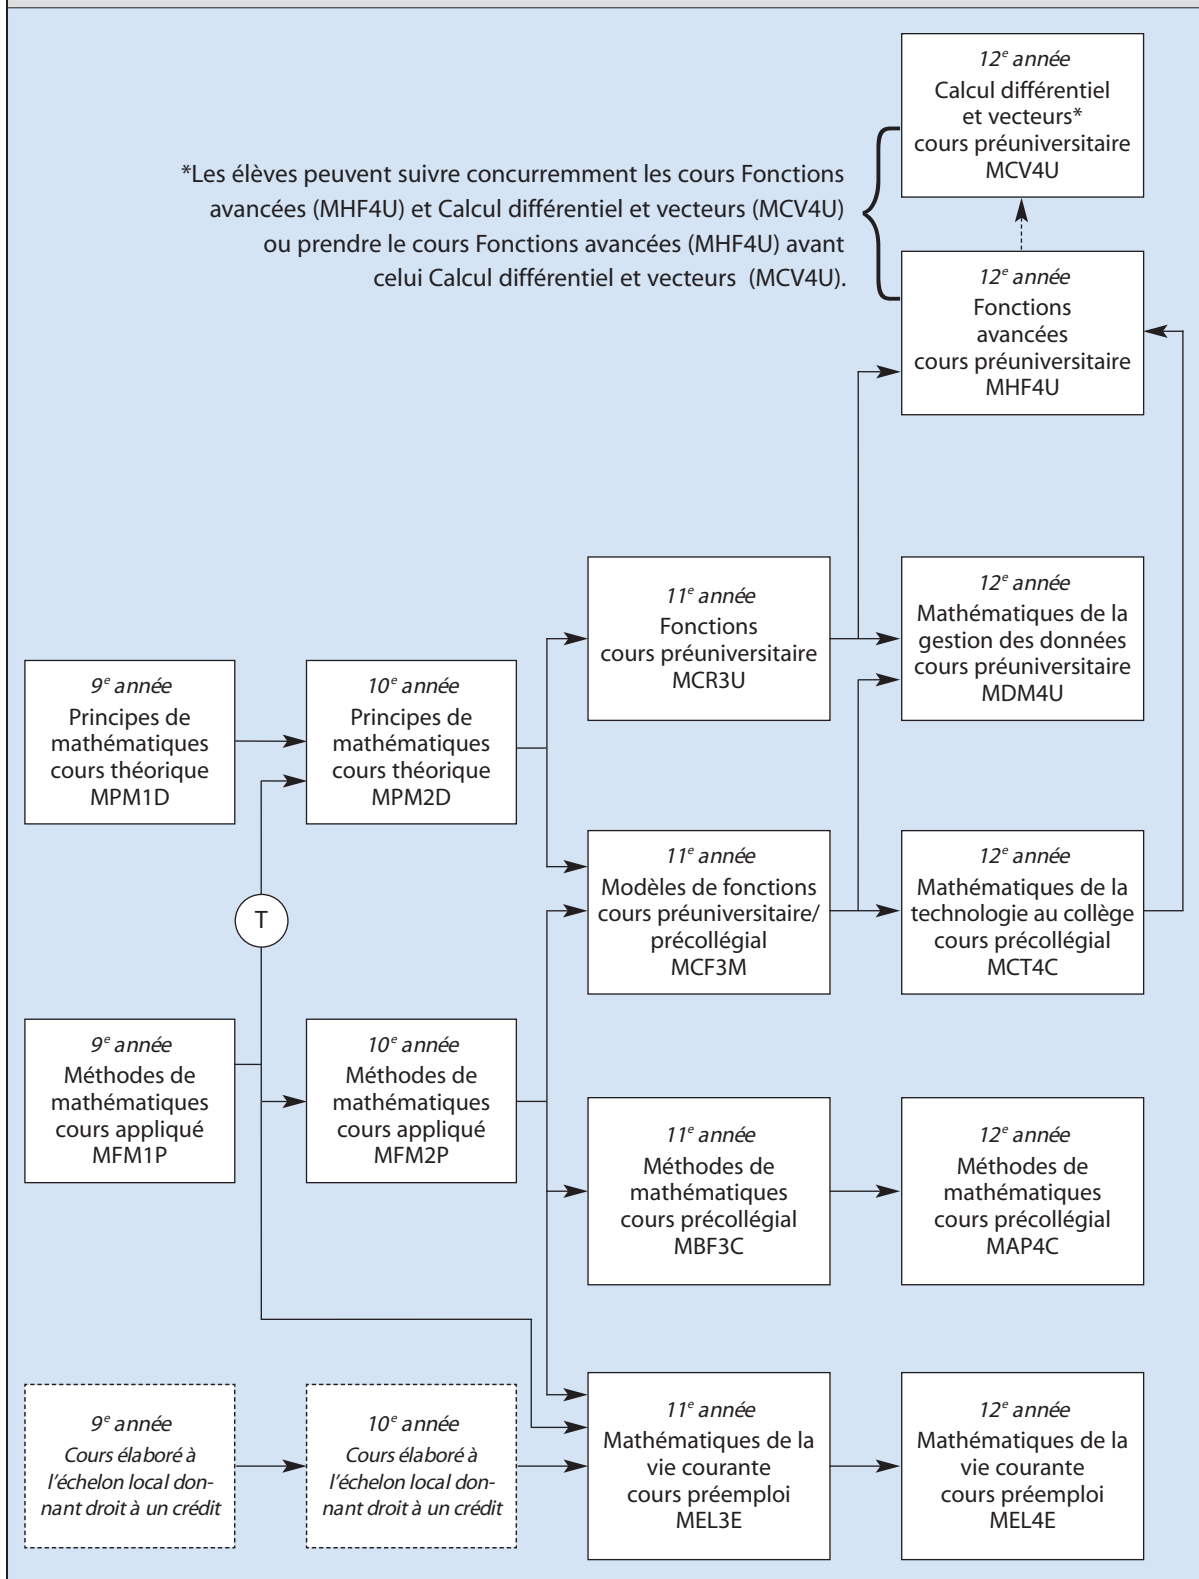 12e année
Calcul différentiel
et vecteurs*
cours préuniversitaire
MCV4U
*Les élèves peuvent suivre concurremment les cours Fonctions
avancées (MHF4U) et Calcul différentiel et vecteurs (MCV4U)
ou prendre le cours Fonctions avancées (MHF4U) avant
celui Calcul différentiel et vecteurs (MCV4U).
12e année
Fonctions
avancées
cours préuniversitaire
MHF4U
11e année
Fonctions
cours préuniversitaire
MCR3U
12e année
Mathématiques de la
gestion des données
cours préuniversitaire
MDM4U
9e année
Principes de
mathématiques
cours théorique
MPM1D
10e année
Principes de
mathématiques
cours théorique
MPM2D
11e année
Modèles de fonctions
cours préuniversitaire/
précollégial
MCF3M
12e année
Mathématiques de la
technologie au collège
cours précollégial
MCT4C
T
9e année
Méthodes de
mathématiques
cours appliqué
MFM1P
10e année
Méthodes de
mathématiques
cours appliqué
MFM2P
11e année
Méthodes de
mathématiques
cours précollégial
MBF3C
12e année
Méthodes de
mathématiques
cours précollégial
MAP4C
9e année
Cours élaboré à
l'échelon local don-
nant droit à un crédit
10e année
Cours élaboré à
l'échelon local don-
nant droit à un crédit
11e année
Mathématiques de la
vie courante
cours préemploi
MEL3E
12e année
Mathématiques de la
vie courante
cours préemploi
MEL4E